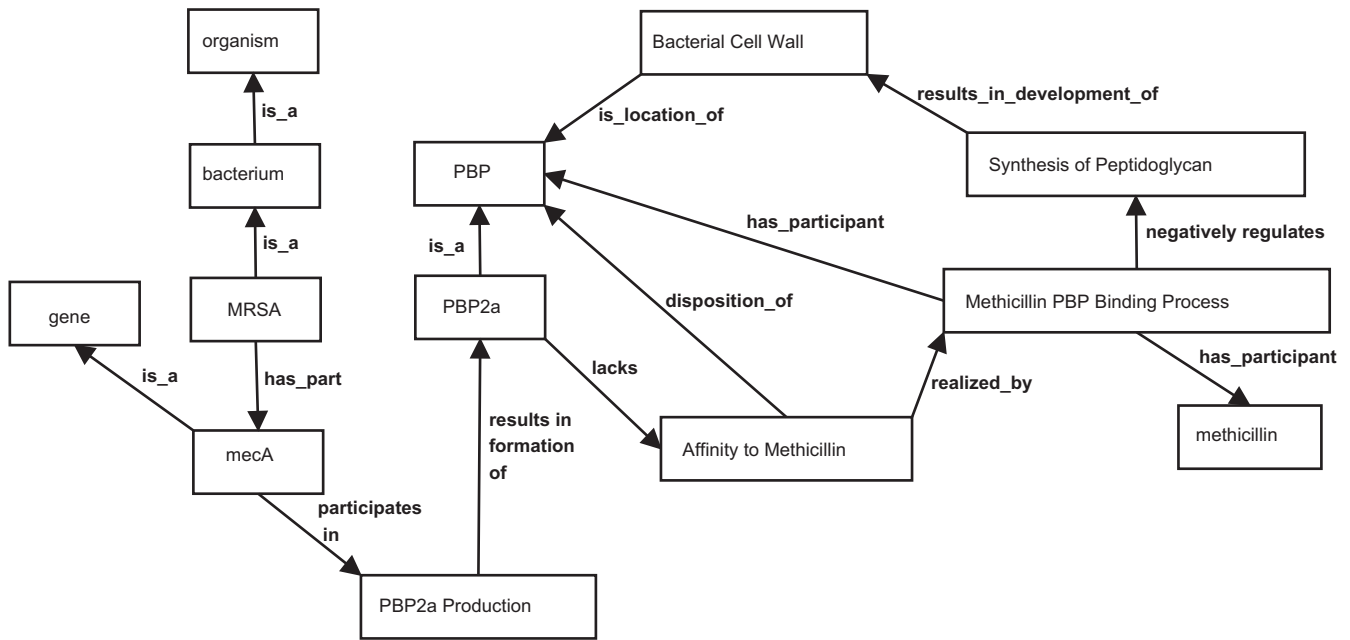 organism
Bacterial Cell Wall
results_in_development_of
is_a
is_location_of
bacterium
PBP
Synthesis of Peptidoglycan
has_participant
is_a
is_a
negatively regulates
gene
MRSA
PBP2a
disposition_of
Methicillin PBP Binding Process
is_a
has_part
lacks
realized_by
has_participant
results in
formation
of
mecA
Affinity to Methicillin
methicillin
participates
in
PBP2a Production